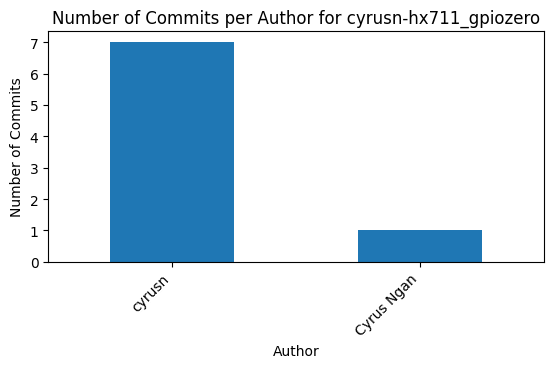 Number of Commits per Author for cyrusn-hx711_gpiozero
Number of Commits
7
6
5
4
3
2
1
0
cyrusn
Cyrus Ngan
Author